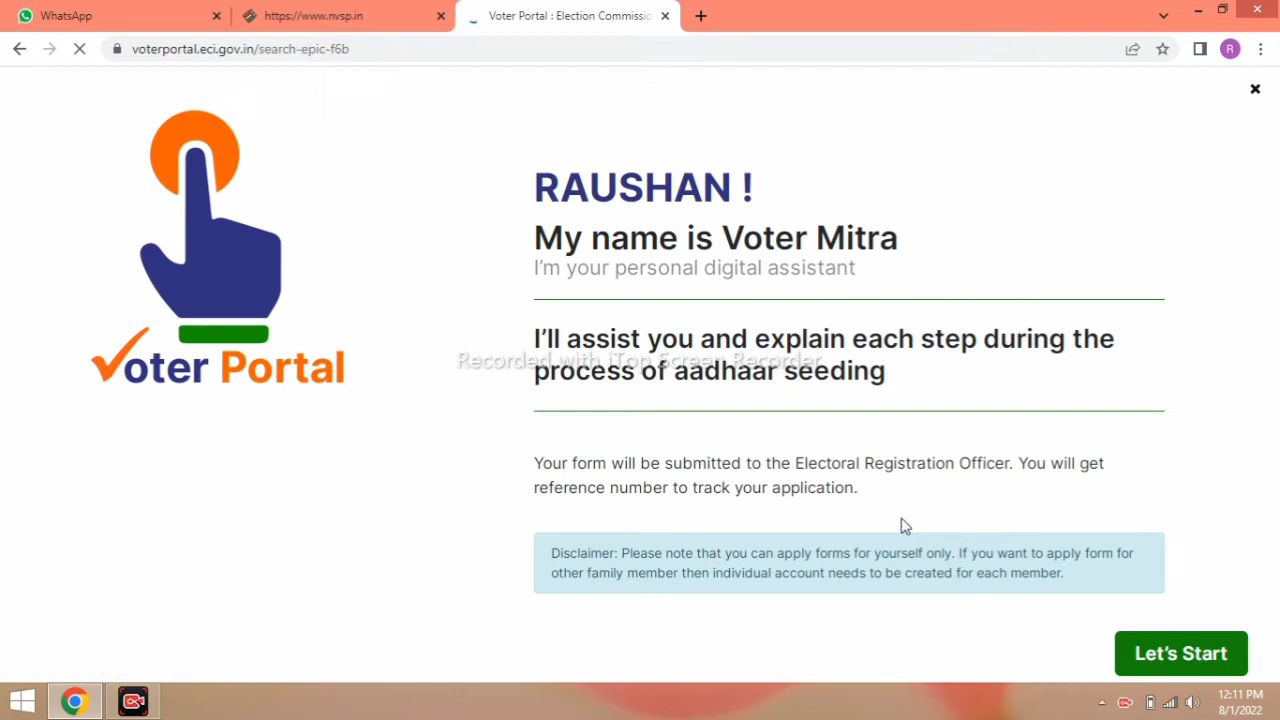 WhatsApp
https://www.nvsp.in
Voter Portal : Election Commissio
voterportal.eci.gov.in/search-epic-f6b
R
RAUSHAN !
My name is Voter Mitra
I'm your personal digital assistant
I'll assist you and explain each step during the
process of aadhaar seeding
Recorded with iTop Screen Recorder
Voter Portal
Your form will be submitted to the Electoral Registration Officer. You will get
reference number to track your application.
Disclaimer: Please note that you can apply forms for yourself only. If you want to apply form for
other family member then individual account needs to be created for each member.
Let's Start
12:11 PM
8/1/2022